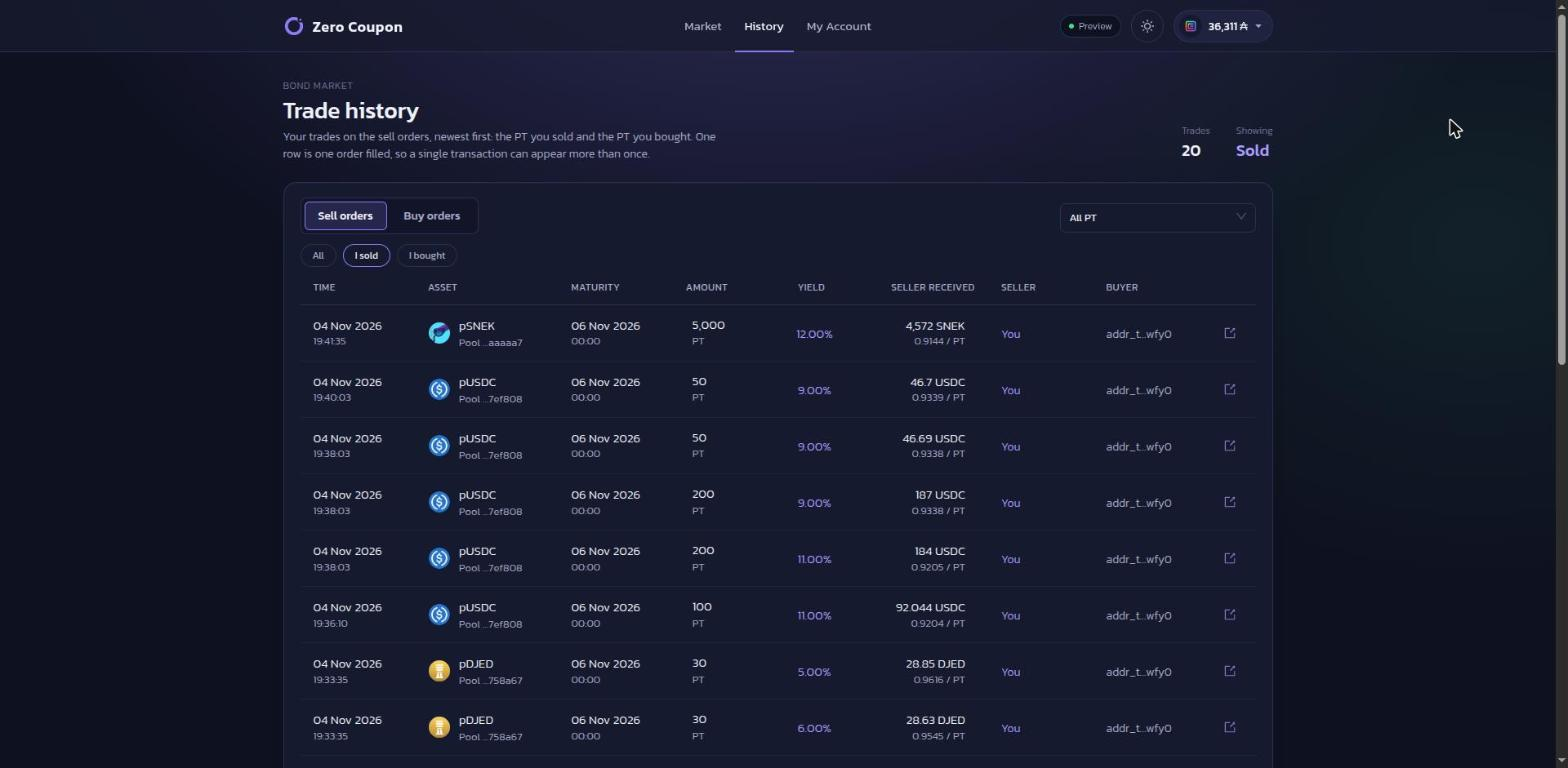 Zero Coupon
Market History My Account
Preview
36,311 ₳
BOND MARKET
Trade history
Your trades on the sell orders, newest first: the PT you sold and the PT you bought. One
row is one order filled, so a single transaction can appear more than once.
Trades Showing
20 Sold
Sell orders Buy orders
All PT
All I sold I bought
TIME ASSET MATURITY AMOUNT YIELD SELLER RECEIVED SELLER BUYER
04 Nov 2026 pSNEK 06 Nov 2026 5,000 12.00% 4,572 SNEK You addr_t...wfy0
19:41:35 Pool ...aaaaa7 00:00 PT 0.9144 / PT
04 Nov 2026 pUSDC 06 Nov 2026 50 9.00% 46.7 USDC You addr_t...wfy0
19:40:03 Pool ...7ef808 00:00 PT 0.9339 / PT
04 Nov 2026 pUSDC 06 Nov 2026 50 9.00% 46.69 USDC You addr_t...wfy0
19:38:03 Pool ...7ef808 00:00 PT 0.9338 / PT
04 Nov 2026 pUSDC 06 Nov 2026 200 9.00% 187 USDC You addr_t...wfy0
19:38:03 Pool ...7ef808 00:00 PT 0.9338 / PT
04 Nov 2026 pUSDC 06 Nov 2026 200 11.00% 184 USDC You addr_t...wfy0
19:38:03 Pool ...7ef808 00:00 PT 0.9205 / PT
04 Nov 2026 pUSDC 06 Nov 2026 100 11.00% 92.044 USDC You addr_t...wfy0
19:36:10 Pool ...7ef808 00:00 PT 0.9204 / PT
04 Nov 2026 pDJED 06 Nov 2026 30 5.00% 28.85 DJED You addr_t...wfy0
19:33:35 Pool ...758a67 00:00 PT 0.9616 / PT
04 Nov 2026 pDJED 06 Nov 2026 30 6.00% 28.63 DJED You addr_t...wfy0
19:33:35 Pool ...758a67 00:00 PT 0.9545 / PT